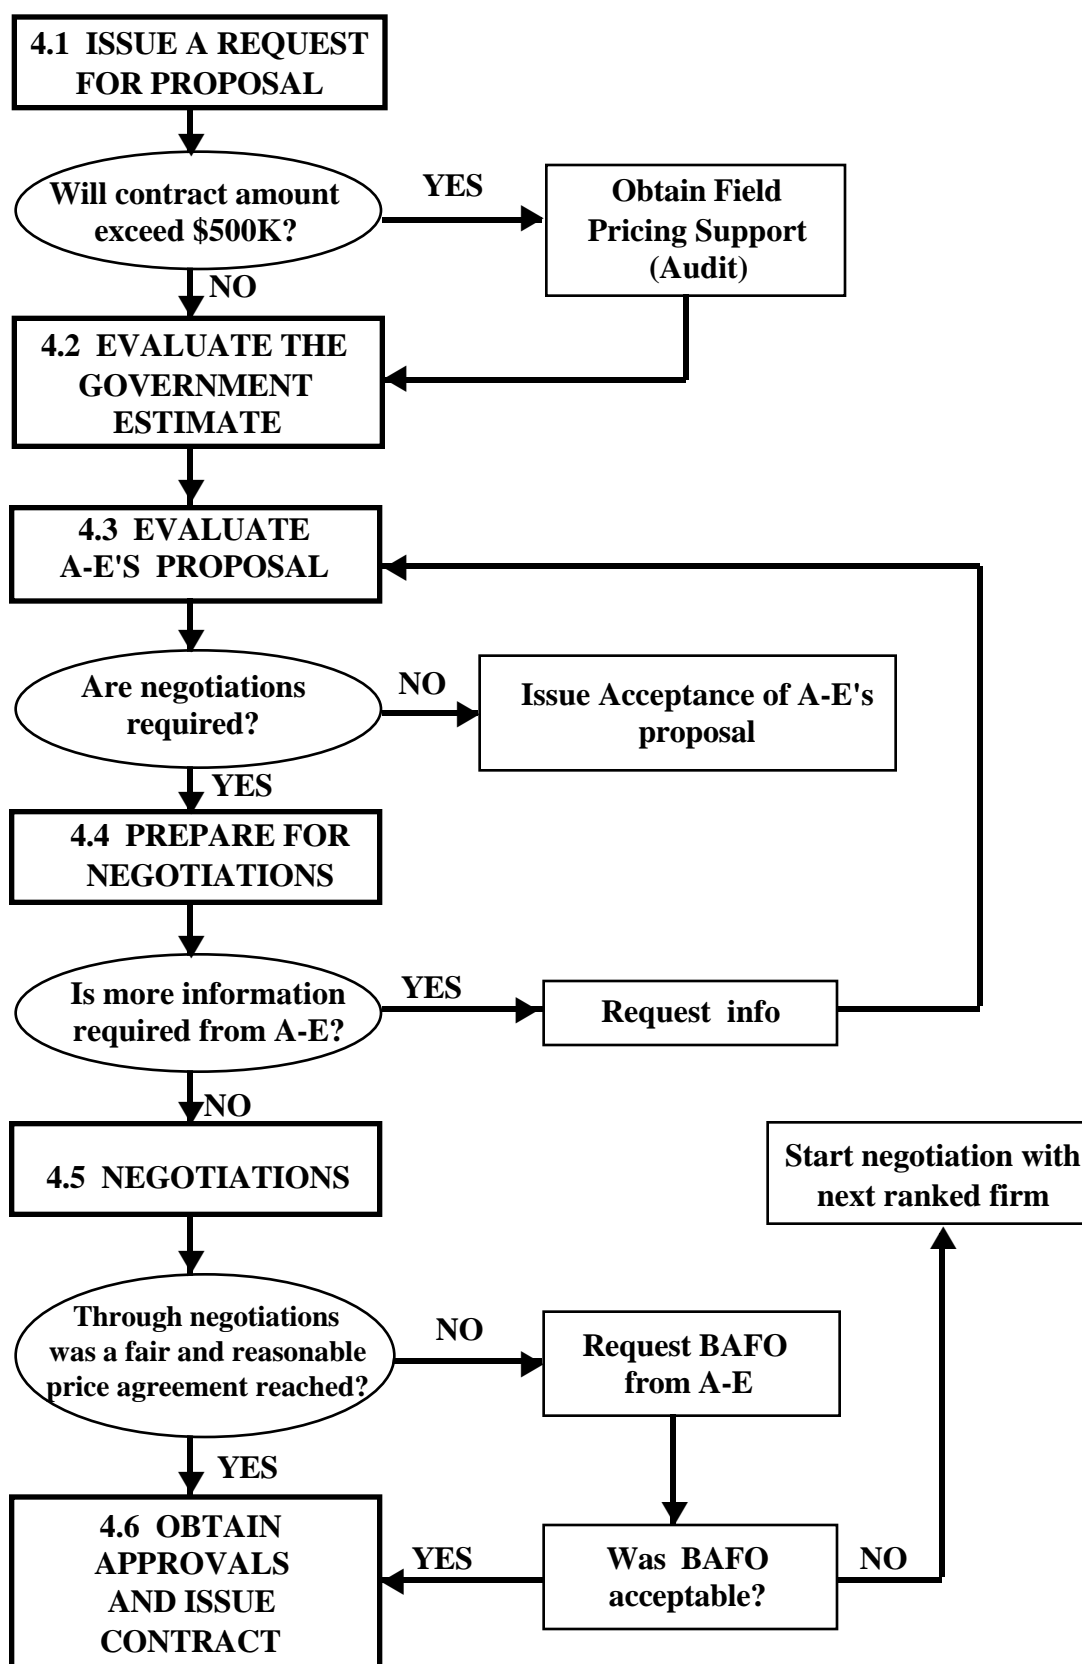 4.1 ISSUE A REQUEST
FOR PROPOSAL
Will contract amount
exceed $500K?
YES
Obtain Field
Pricing Support
(Audit)
NO
4.2 EVALUATE THE
GOVERNMENT
ESTIMATE
4.3 EVALUATE
A-E'S PROPOSAL
Are negotiations
required?
NO
Issue Acceptance of A-E's
proposal
YES
4.4 PREPARE FOR
NEGOTIATIONS
Is more information
required from A-E?
YES
Request info
NO
4.5 NEGOTIATIONS
Start negotiation with
next ranked firm
Through negotiations
was a fair and reasonable
price agreement reached?
NO
Request BAFO
from A-E
YES
4.6 OBTAIN
APPROVALS
AND ISSUE
CONTRACT
YES
Was BAFO
acceptable?
NO